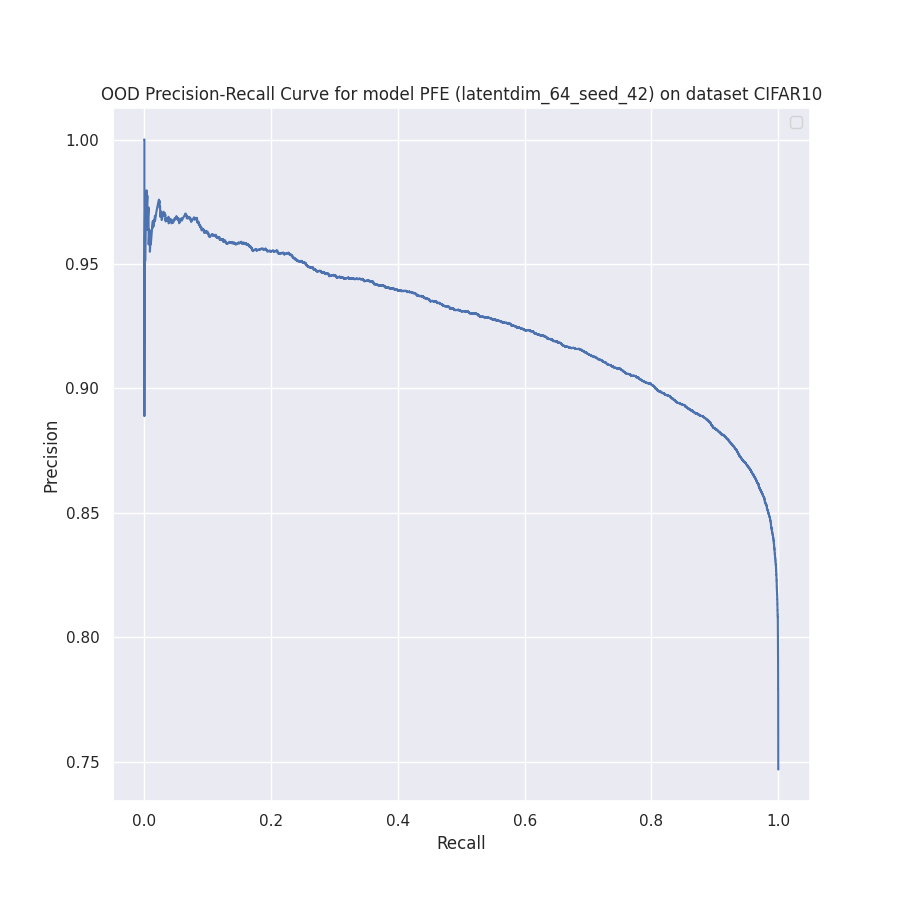 OOD Precision-Recall Curve for model PFE (latentdim_64_seed_42) on dataset CIFAR10
1.00
0.95
0.90
0.85
0.80
0.75
Precision
0.0 0.2 0.4 0.6 0.8 1.0
Recall